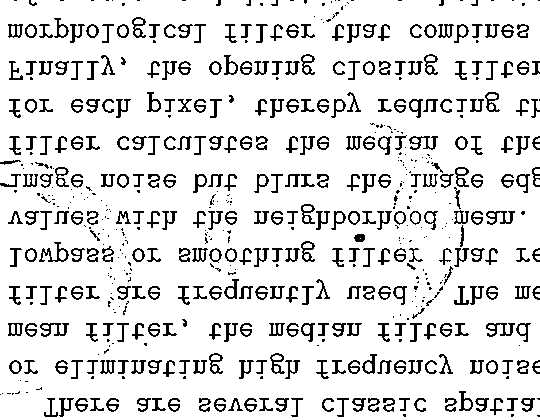 There are several classic spatial
or eliminating high frequency noise
mean filter, the median filter and
filter are frequently used. The me
lowpass or smoothing filter that re
values with the neighborhood mean.
image noise but blurs the image edg
filter calculates the median of the
for each pixel, thereby reducing th
Finally, the opening closing filter
morphological filter that combines